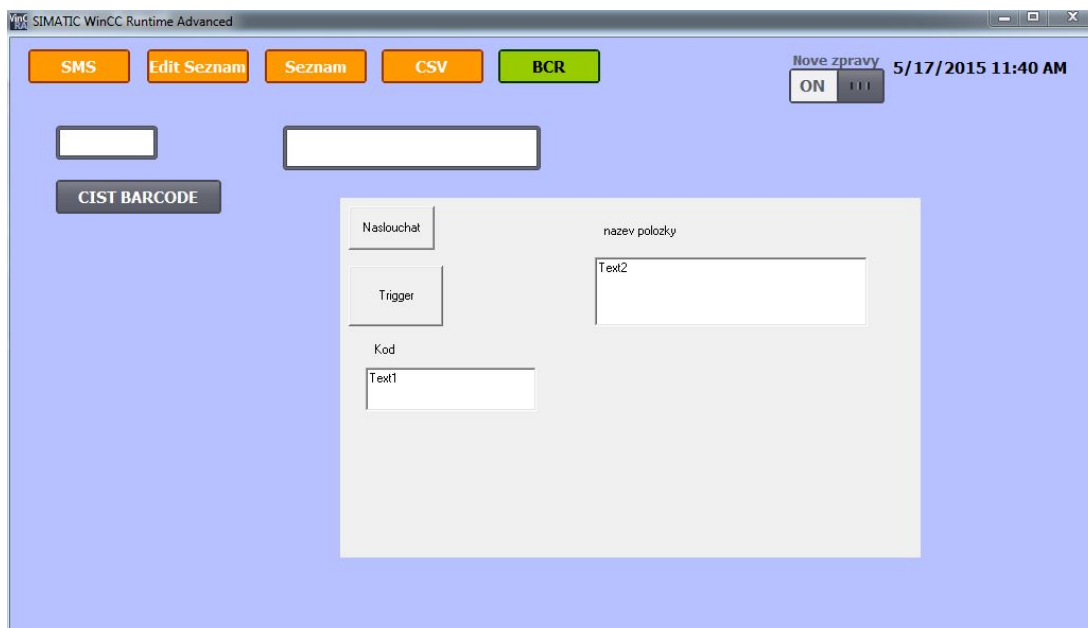 SIMATIC WinCC Runtime Advanced
SMS
Edit Seznam
Seznam
CSV
BCR
Nove zpravy
ON
5/17/2015 11:40 AM
CIST BARCODE
Naslouchat
nazev polozky
Text2
Trigger
Kod
Text1